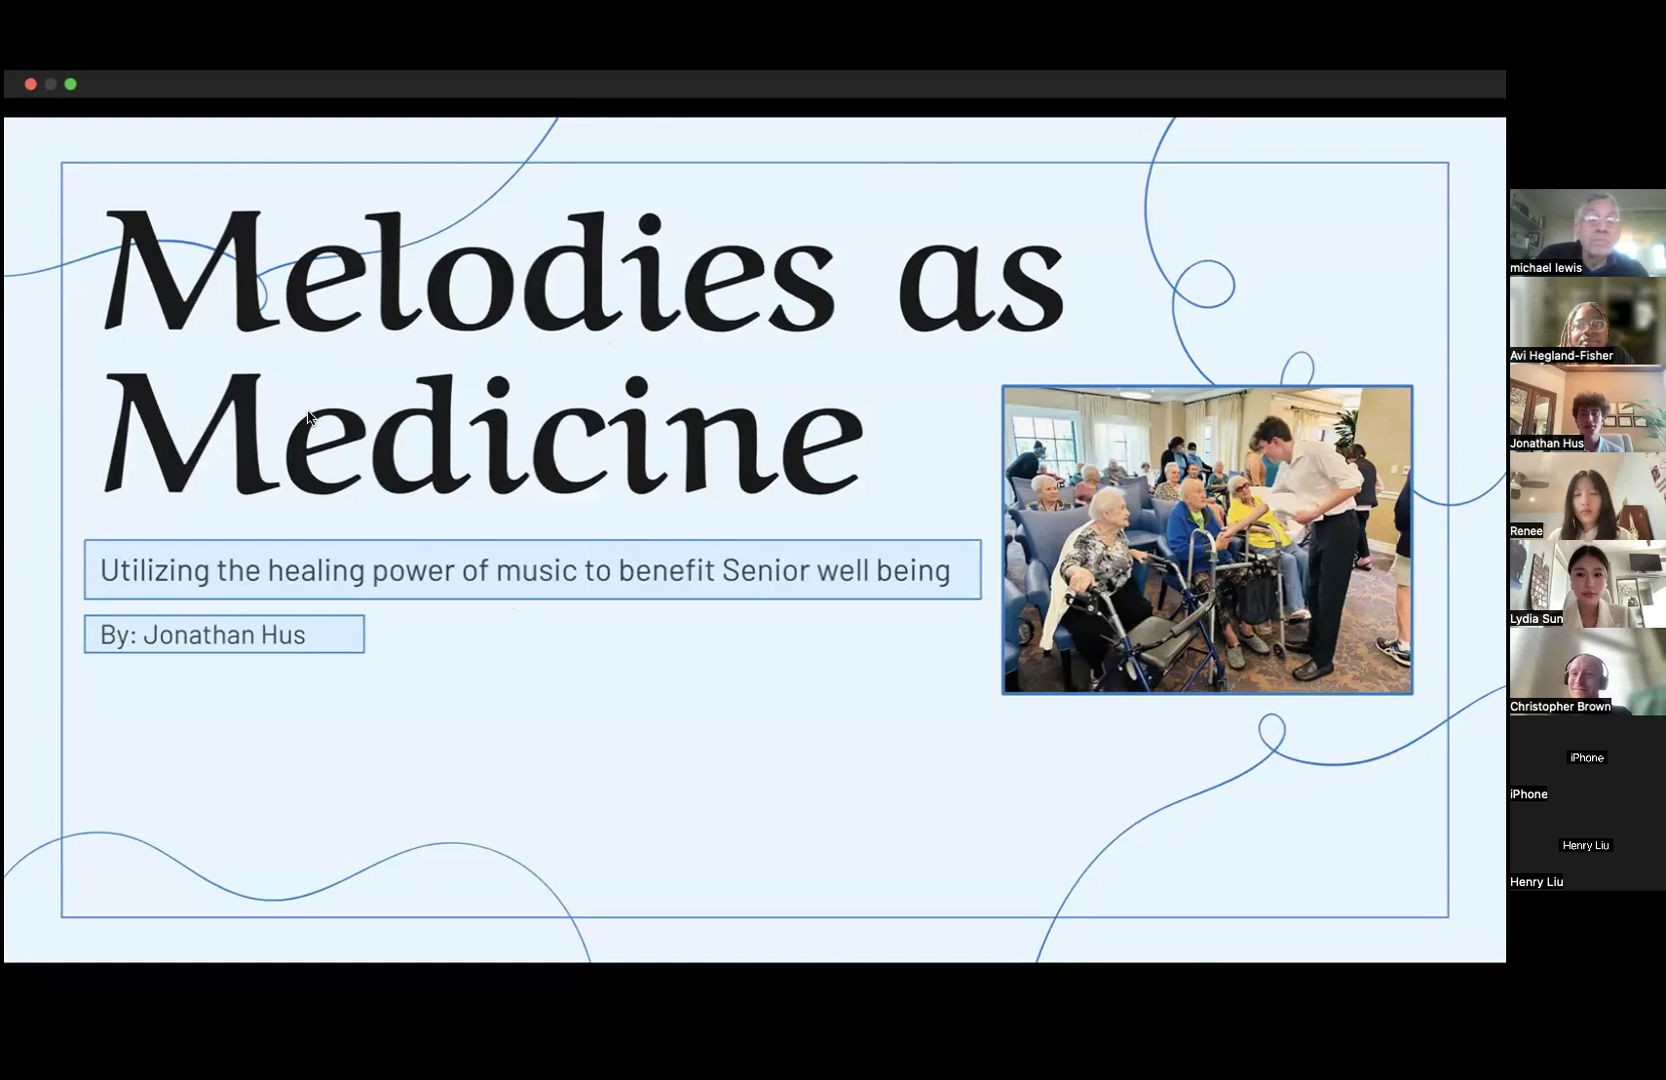 Melodies as
Medicine
Utilizing the healing power of music to benefit Senior well being
By: Jonathan Hus
michael lewis
Avi Hegland-Fisher
Jonathan Hus
Renee
Lydia Sun
Christopher Brown
iPhone
iPhone
Henry Liu
Henry Liu